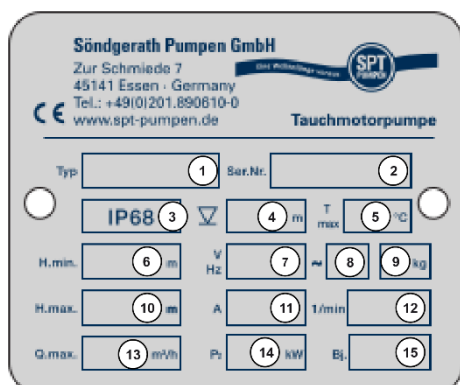 Söndgerath Pumpen GmbH
Zur Schmiede 7
45141 Essen · Germany
Tel.: +49(0)201.890610-0
www.spt-pumpen.de
SPT
PUMPEN
CE
Tauchmotorpumpe
Typ 1 Ser.Nr. 2
IP68 3 4 m T max 5 °C
H.min. 6 m V Hz 7 ~ 8 9 kg
H.max. 10 m A 11 1/min 12
Q.max. 13 m³/h P₂ 14 kW Bj. 15